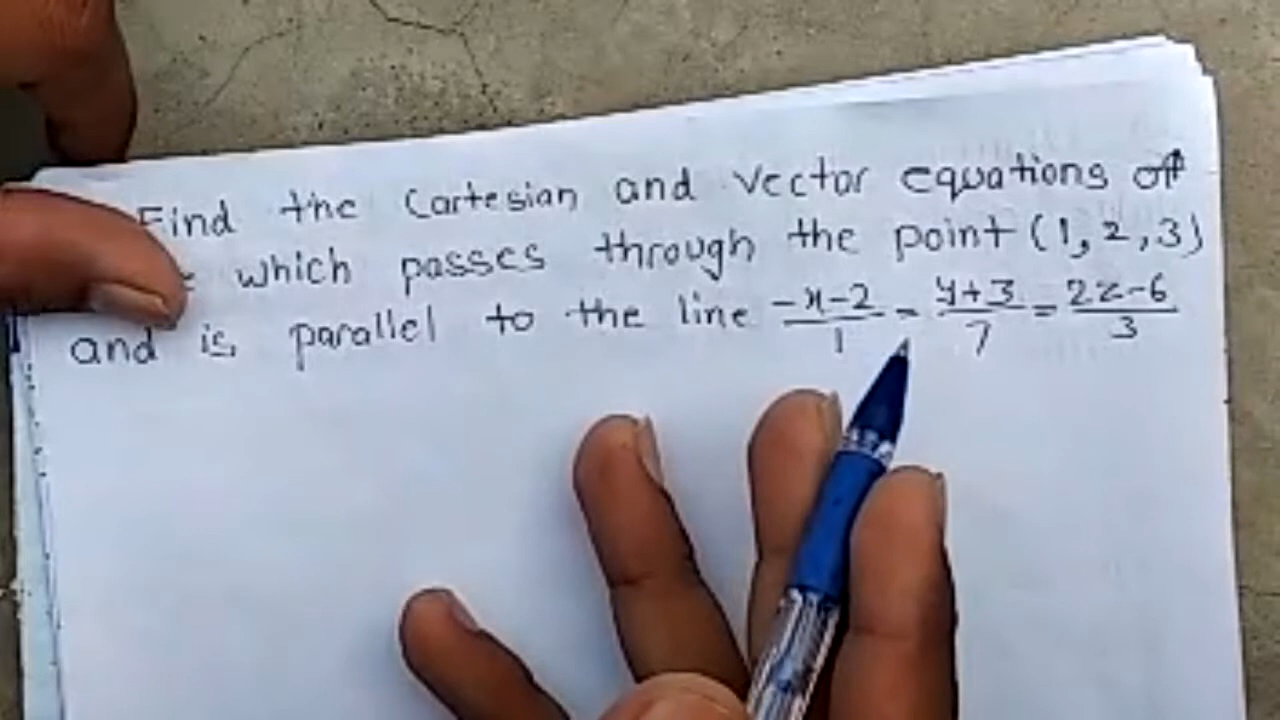 Find the Cartesian and vector equations of
which passes through the point (1, 2, 3)
and is parallel to the line -x-2/1 = y+3/7 = 2z-6/3